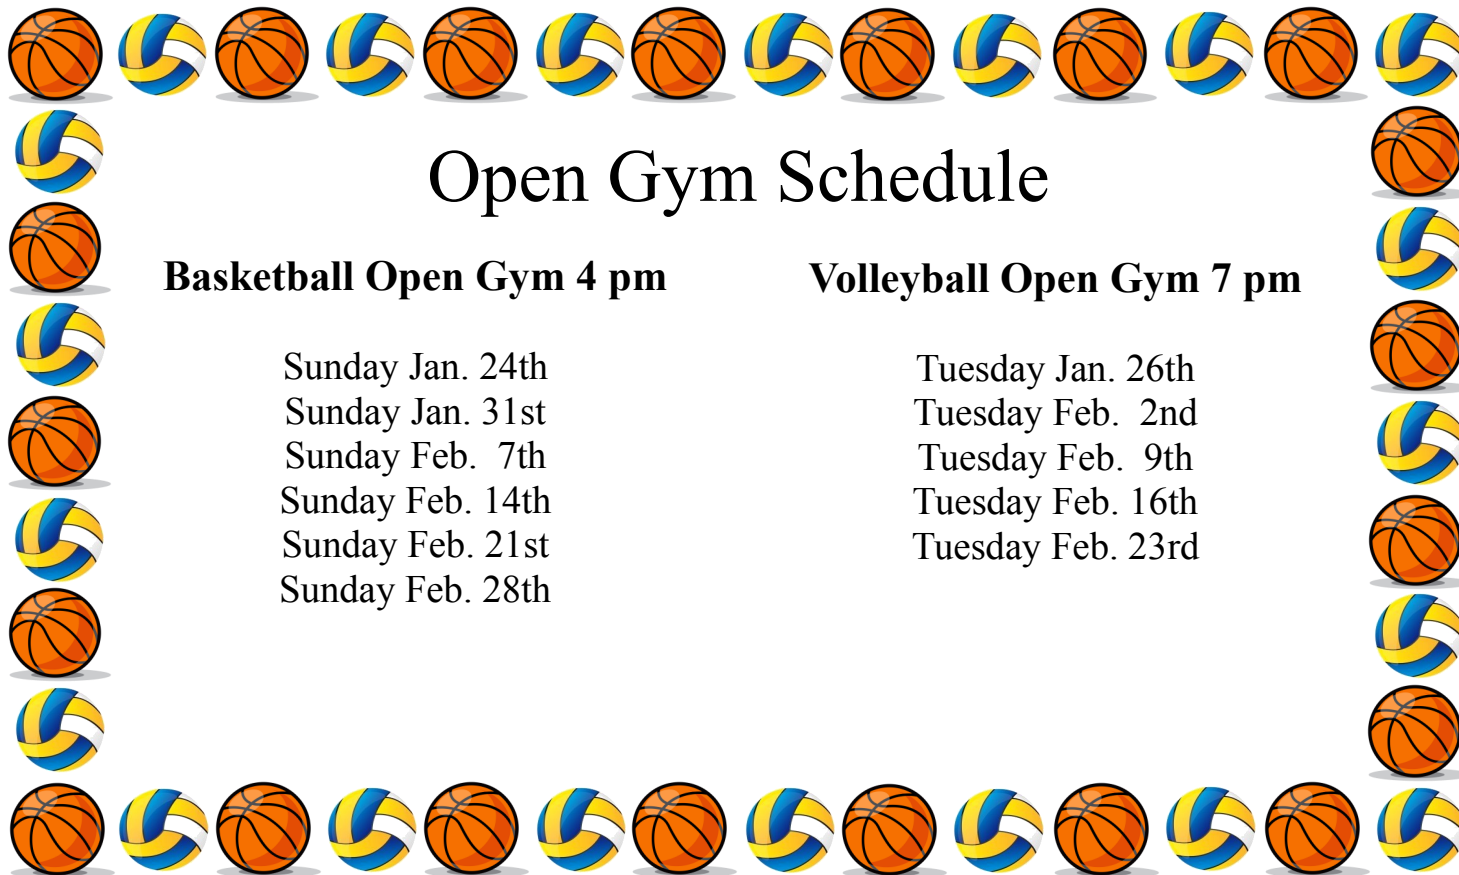 Open Gym Schedule
Basketball Open Gym 4 pm
Sunday Jan. 24th
Sunday Jan. 31st
Sunday Feb.  7th
Sunday Feb. 14th
Sunday Feb. 21st
Sunday Feb. 28th
Volleyball Open Gym 7 pm
Tuesday Jan. 26th
Tuesday Feb.  2nd
Tuesday Feb.  9th
Tuesday Feb. 16th
Tuesday Feb. 23rd